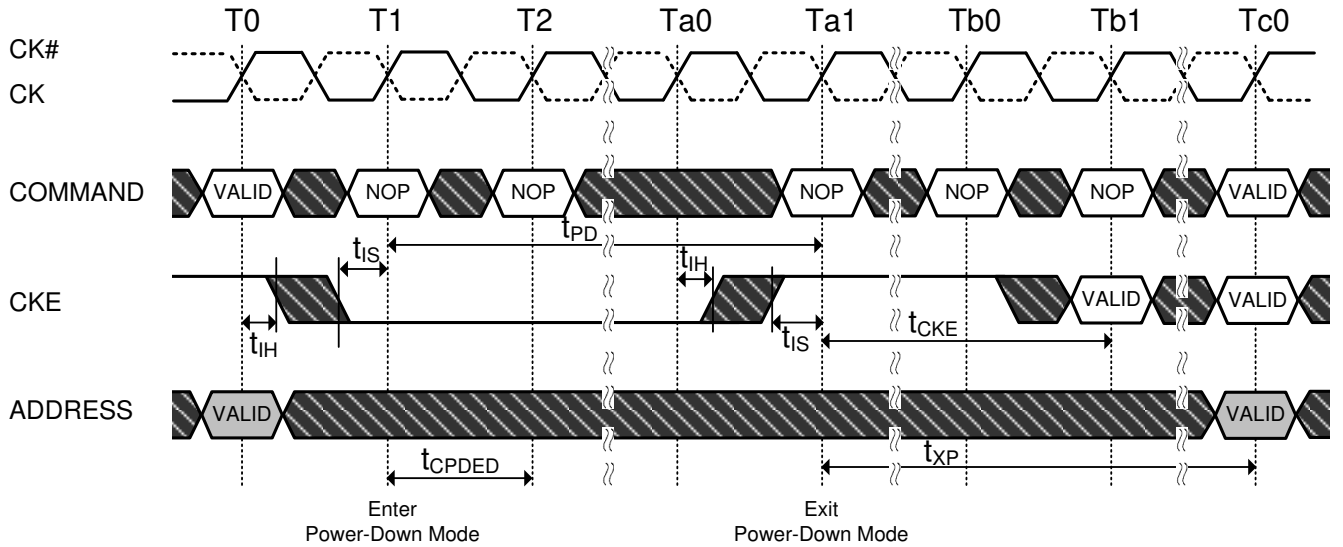 T0 T1 T2 Ta0 Ta1 Tb0 Tb1 Tc0
CK#
CK
COMMAND VALID NOP NOP NOP NOP NOP VALID
tPD
tIS tIH
CKE VALID VALID
tIH tIS tCKE
ADDRESS VALID VALID
tCPDED tXP
Enter
Power-Down Mode
Exit
Power-Down Mode